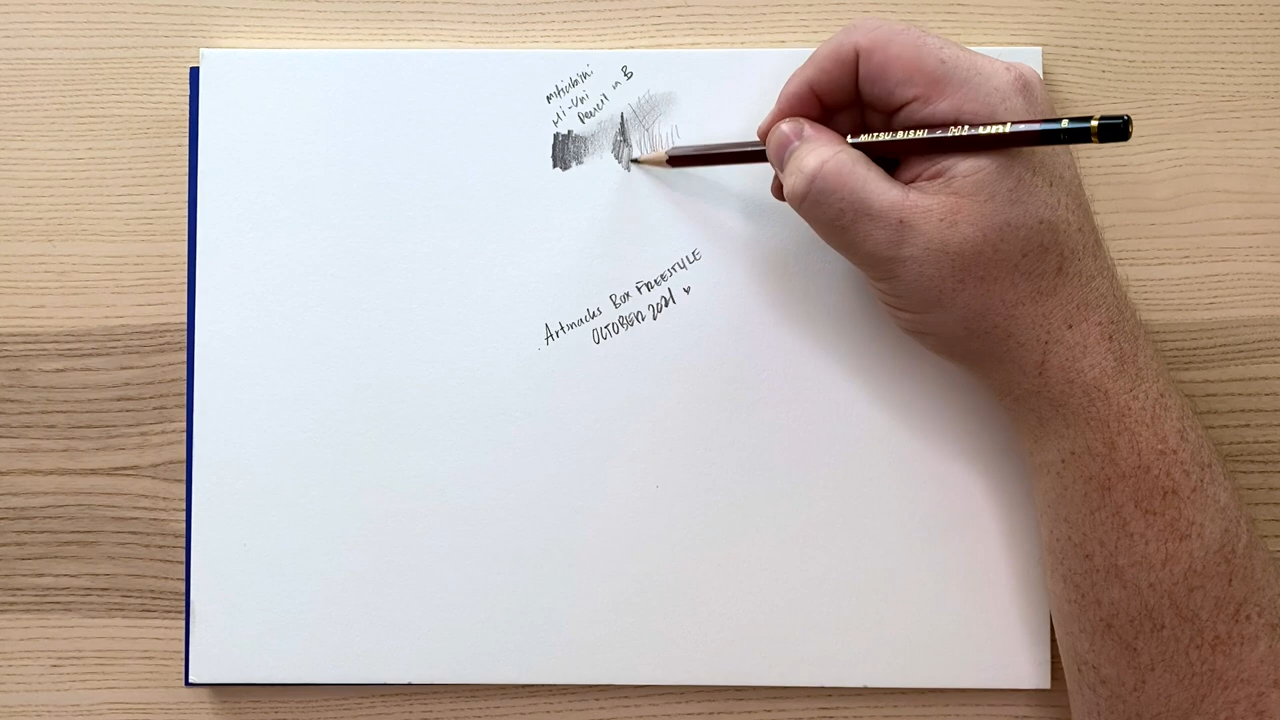 Mitsubishi
Hi-Uni
Pencil in B
MITSU-BISHI - Hi-uni -
B
Artsnacks Box FREESTYLE
OCTOBER 2021